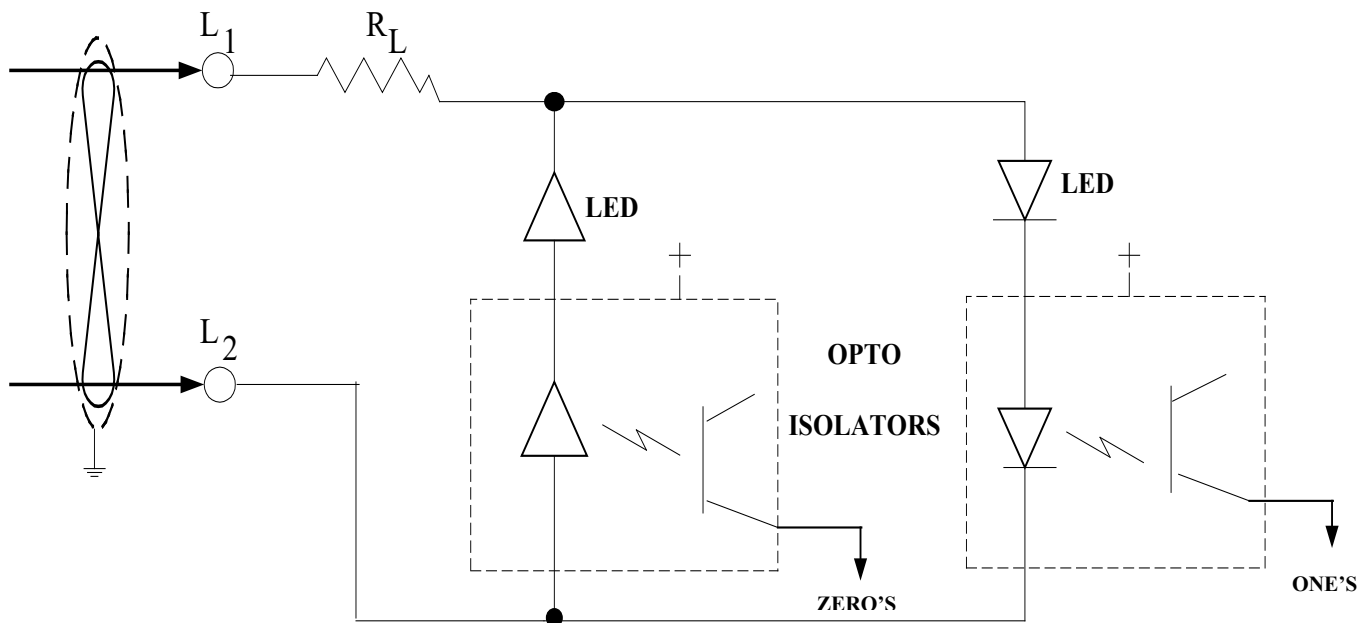 L1
RL
LED
LED
+
+
L2
OPTO
ISOLATORS
ZERO'S
ONE'S